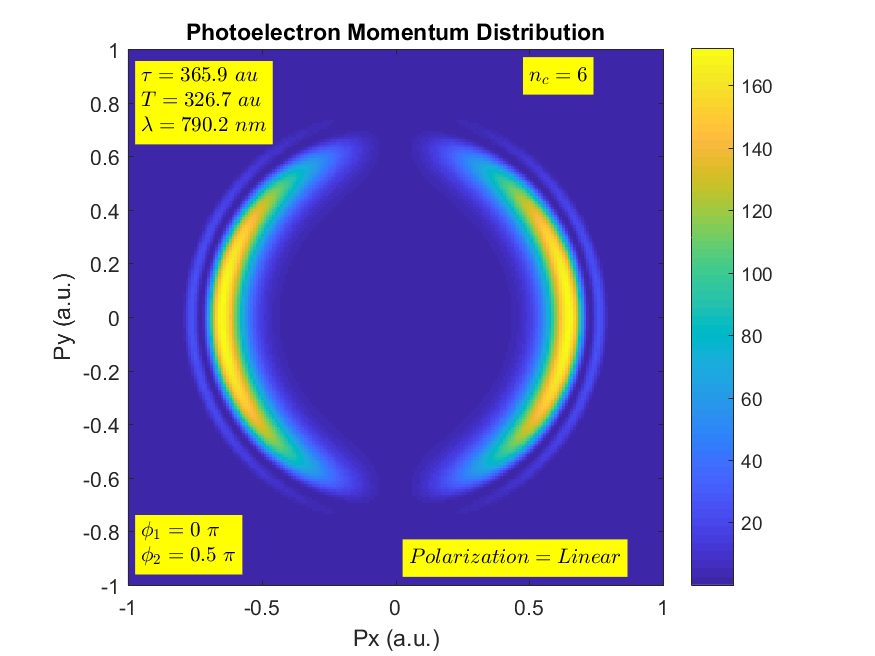 Photoelectron Momentum Distribution
τ = 365.9 au
T = 326.7 au
λ = 790.2 nm
n_c = 6
ϕ_1 = 0 π
ϕ_2 = 0.5 π
Polarization = Linear
1
0.8
0.6
0.4
0.2
0
-0.2
-0.4
-0.6
-0.8
-1
Py (a.u.)
-1
-0.5
0
0.5
1
Px (a.u.)
160
140
120
100
80
60
40
20